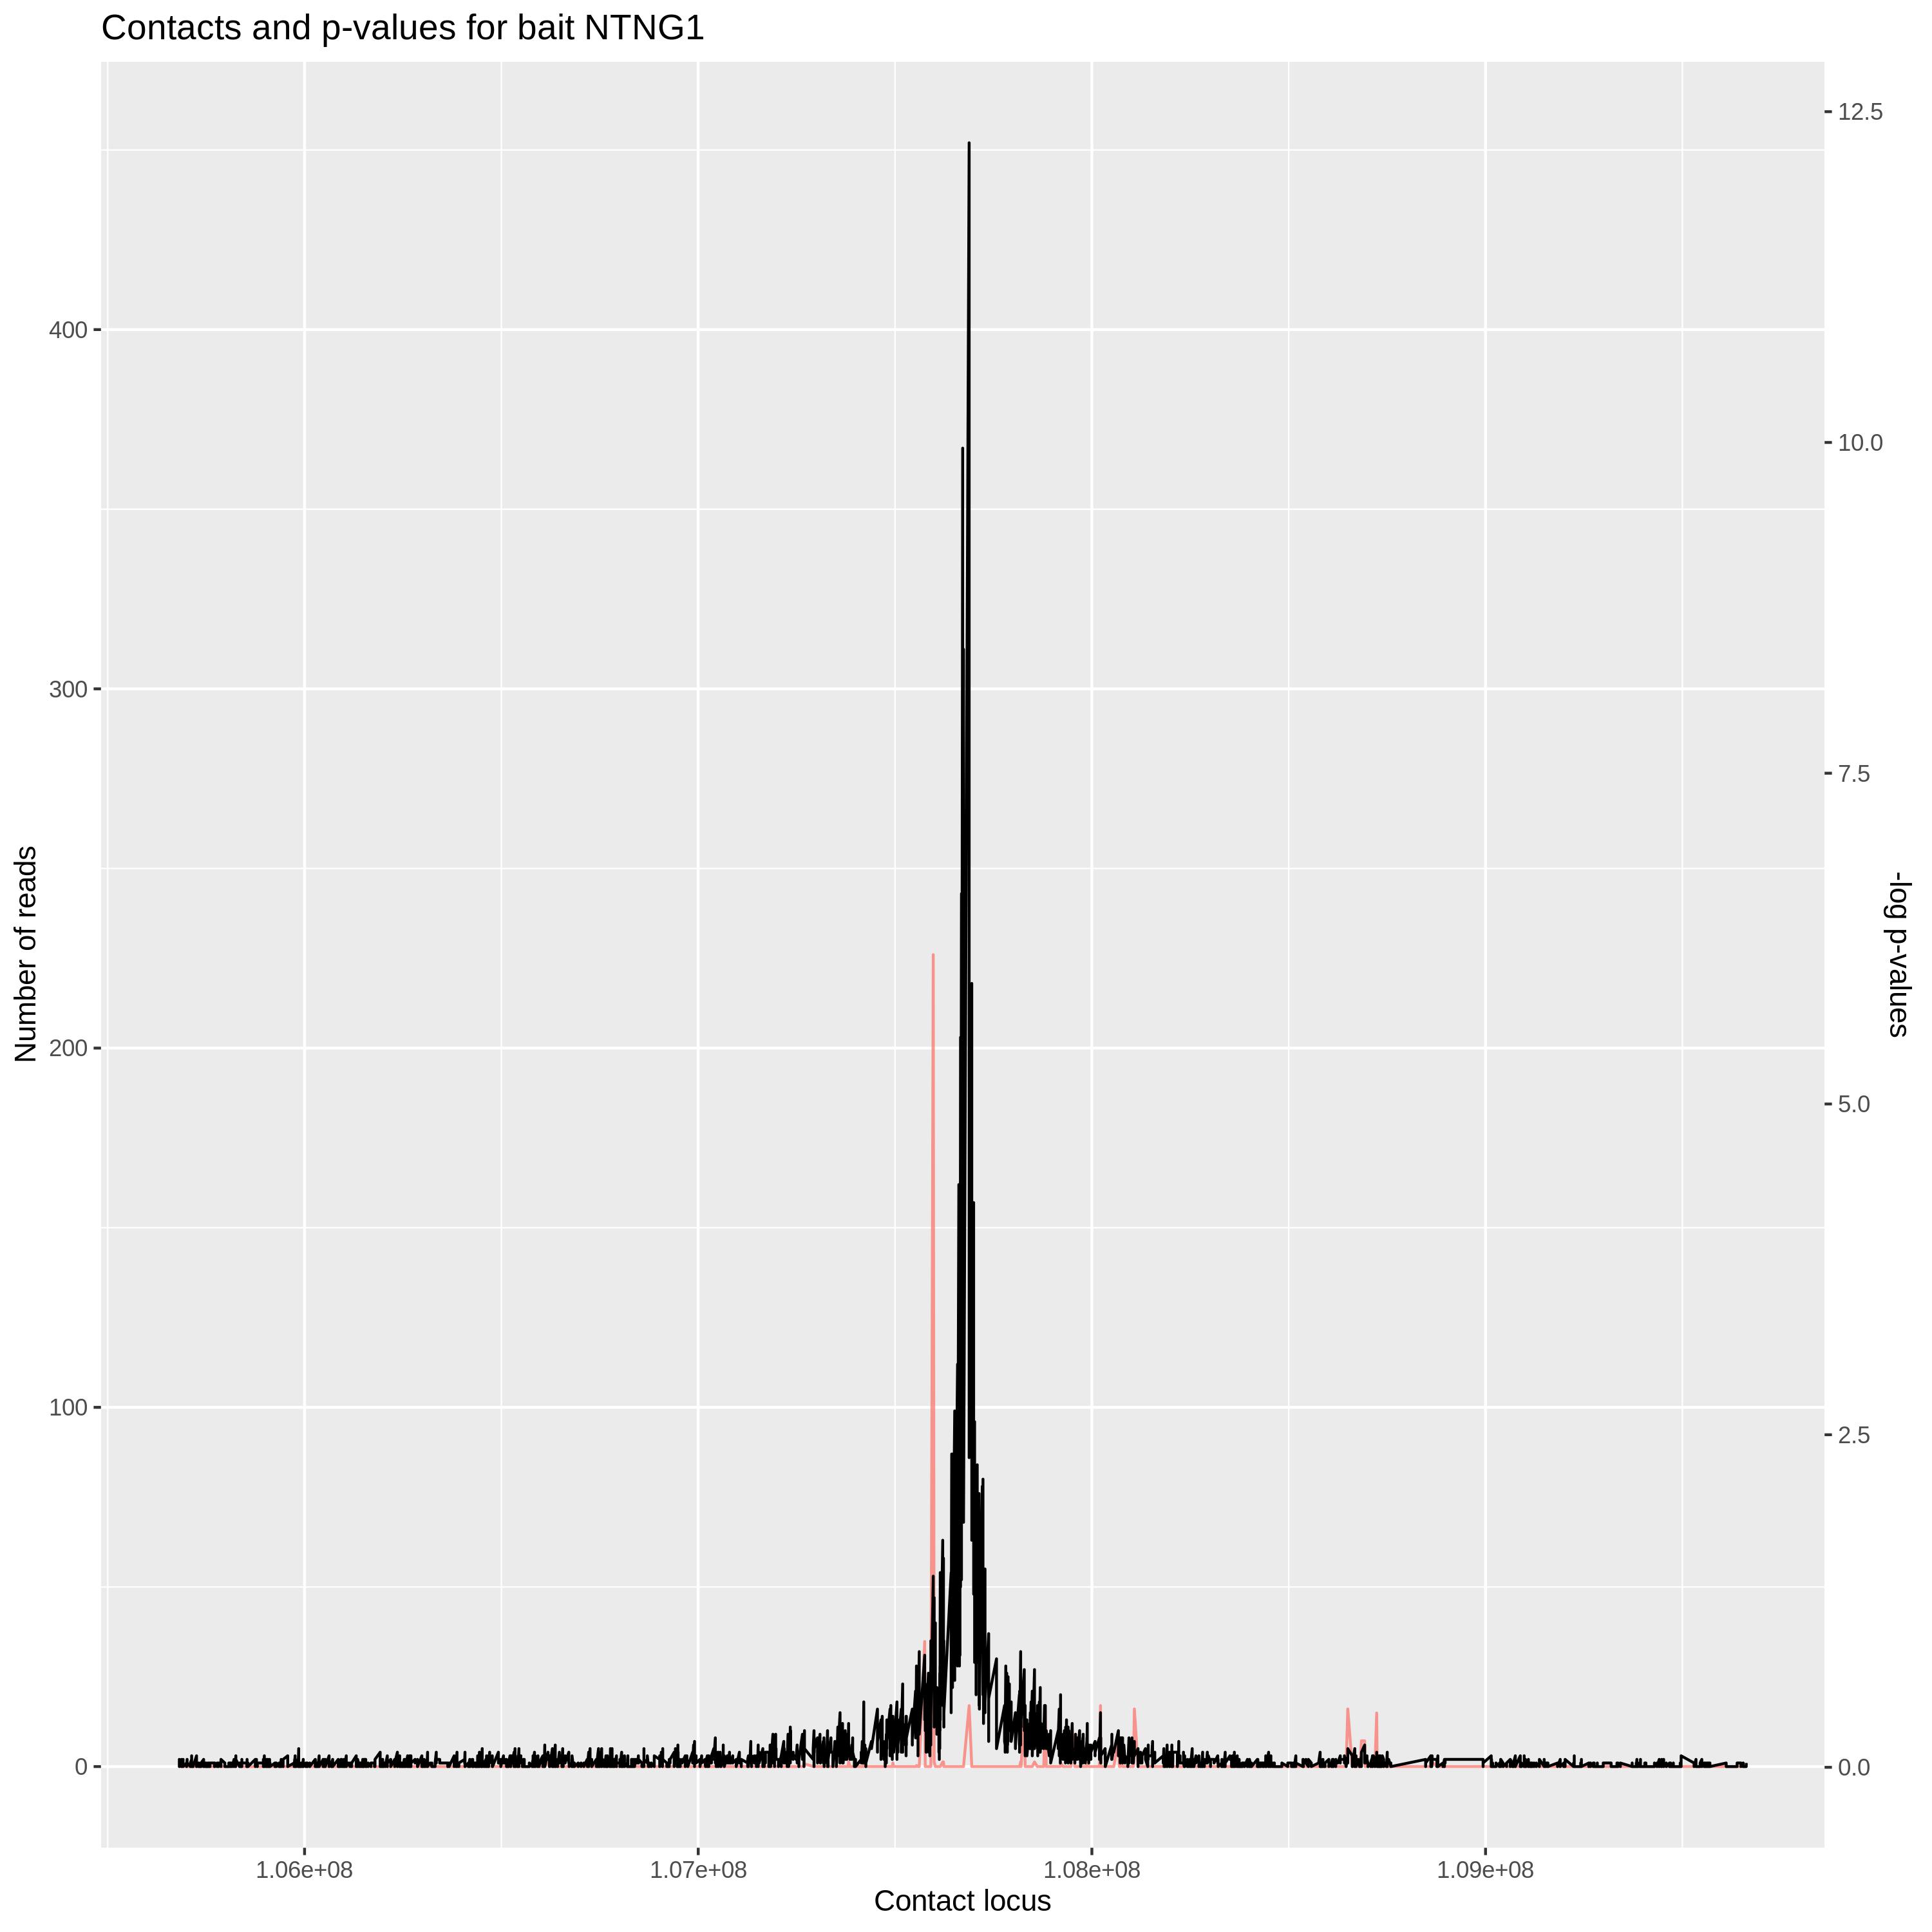 Contacts and p-values for bait NTNG1
12.5
400
10.0
300
7.5
Number of reads
-log p-values
200
5.0
100
2.5
0
0.0
1.06e+08
1.07e+08
1.08e+08
1.09e+08
Contact locus